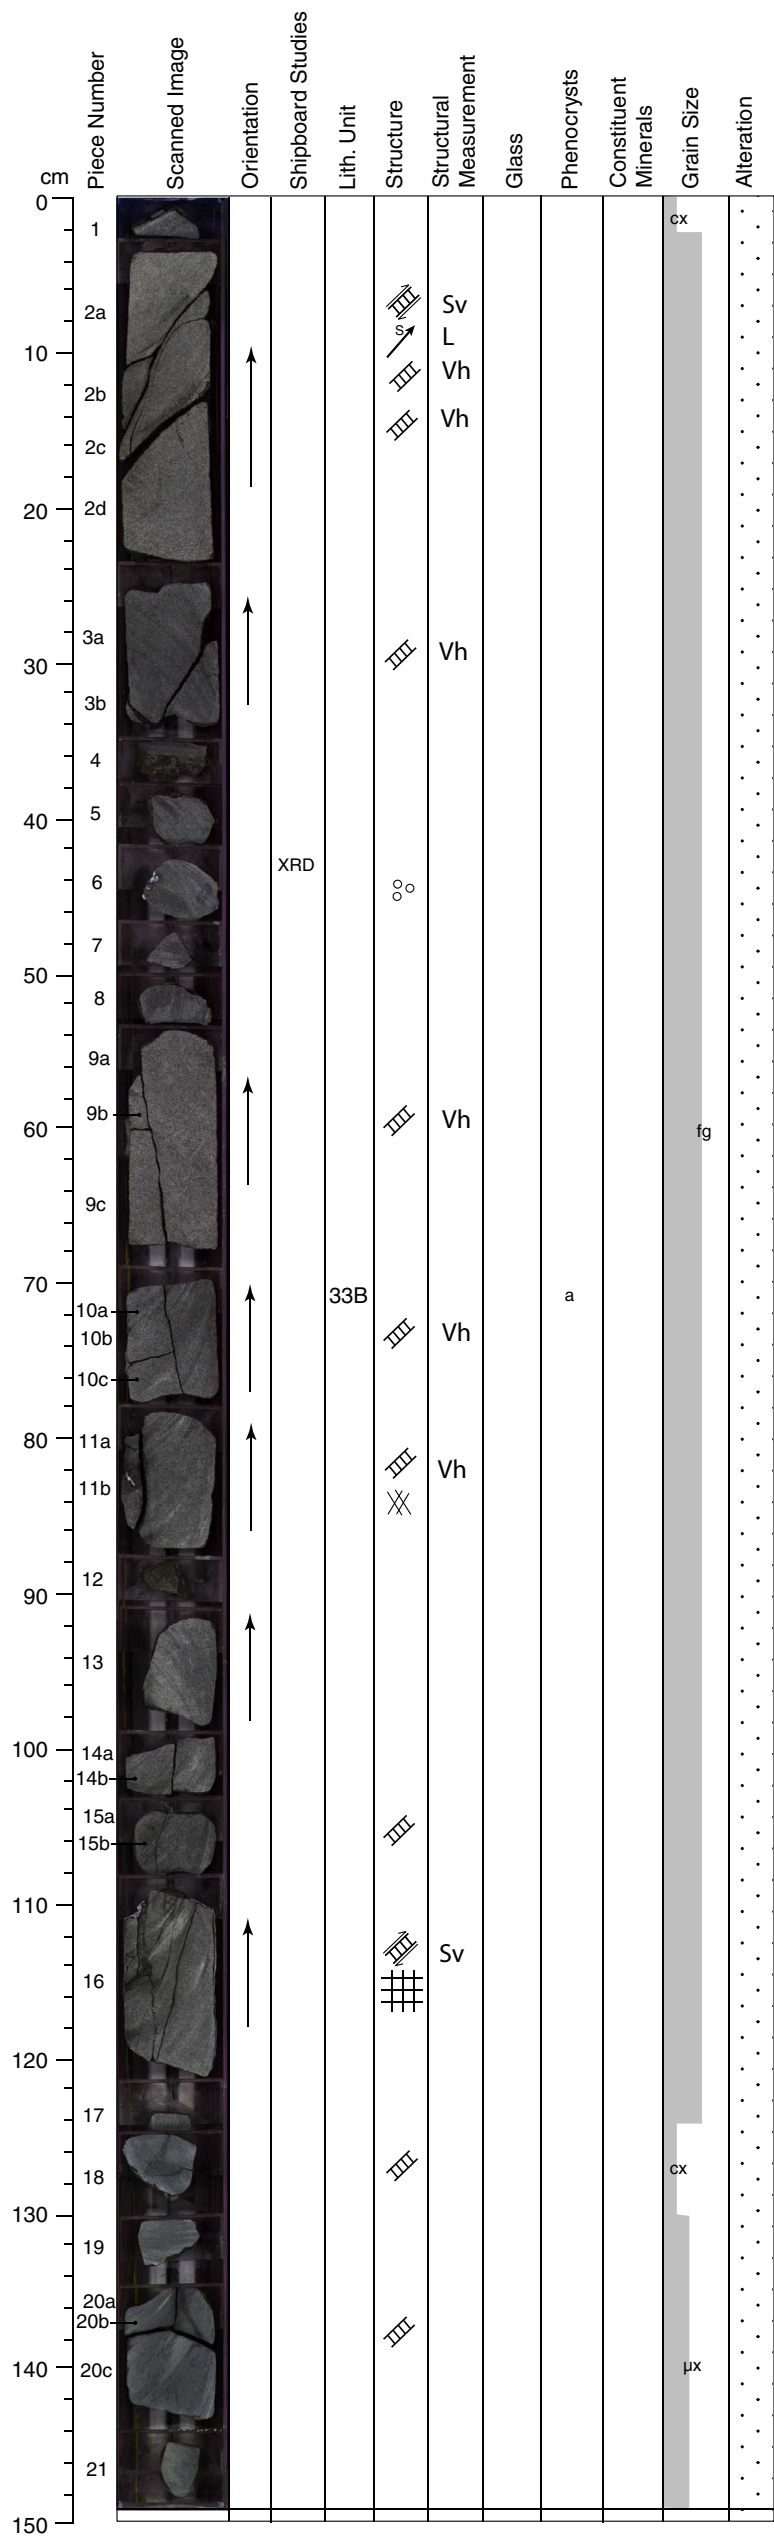 cm
Piece Number
Scanned Image
Orientation
Shipboard Studies
Lith. Unit
Structure
Structural Measurement
Glass
Phenocrysts
Constituent Minerals
Grain Size
Alteration
0
1
cx
2a
Sv
S
L
10
Vh
2b
Vh
2c
20
2d
3a
Vh
30
3b
4
5
40
XRD
6
7
50
8
9a
9b
Vh
60
fg
9c
70
33B
a
10a
10b
Vh
10c
80
11a
Vh
11b
12
90
13
100
14a
14b
15a
15b
110
Sv
16
120
17
18
cx
130
19
20a
20b
140
20c
µx
21
150